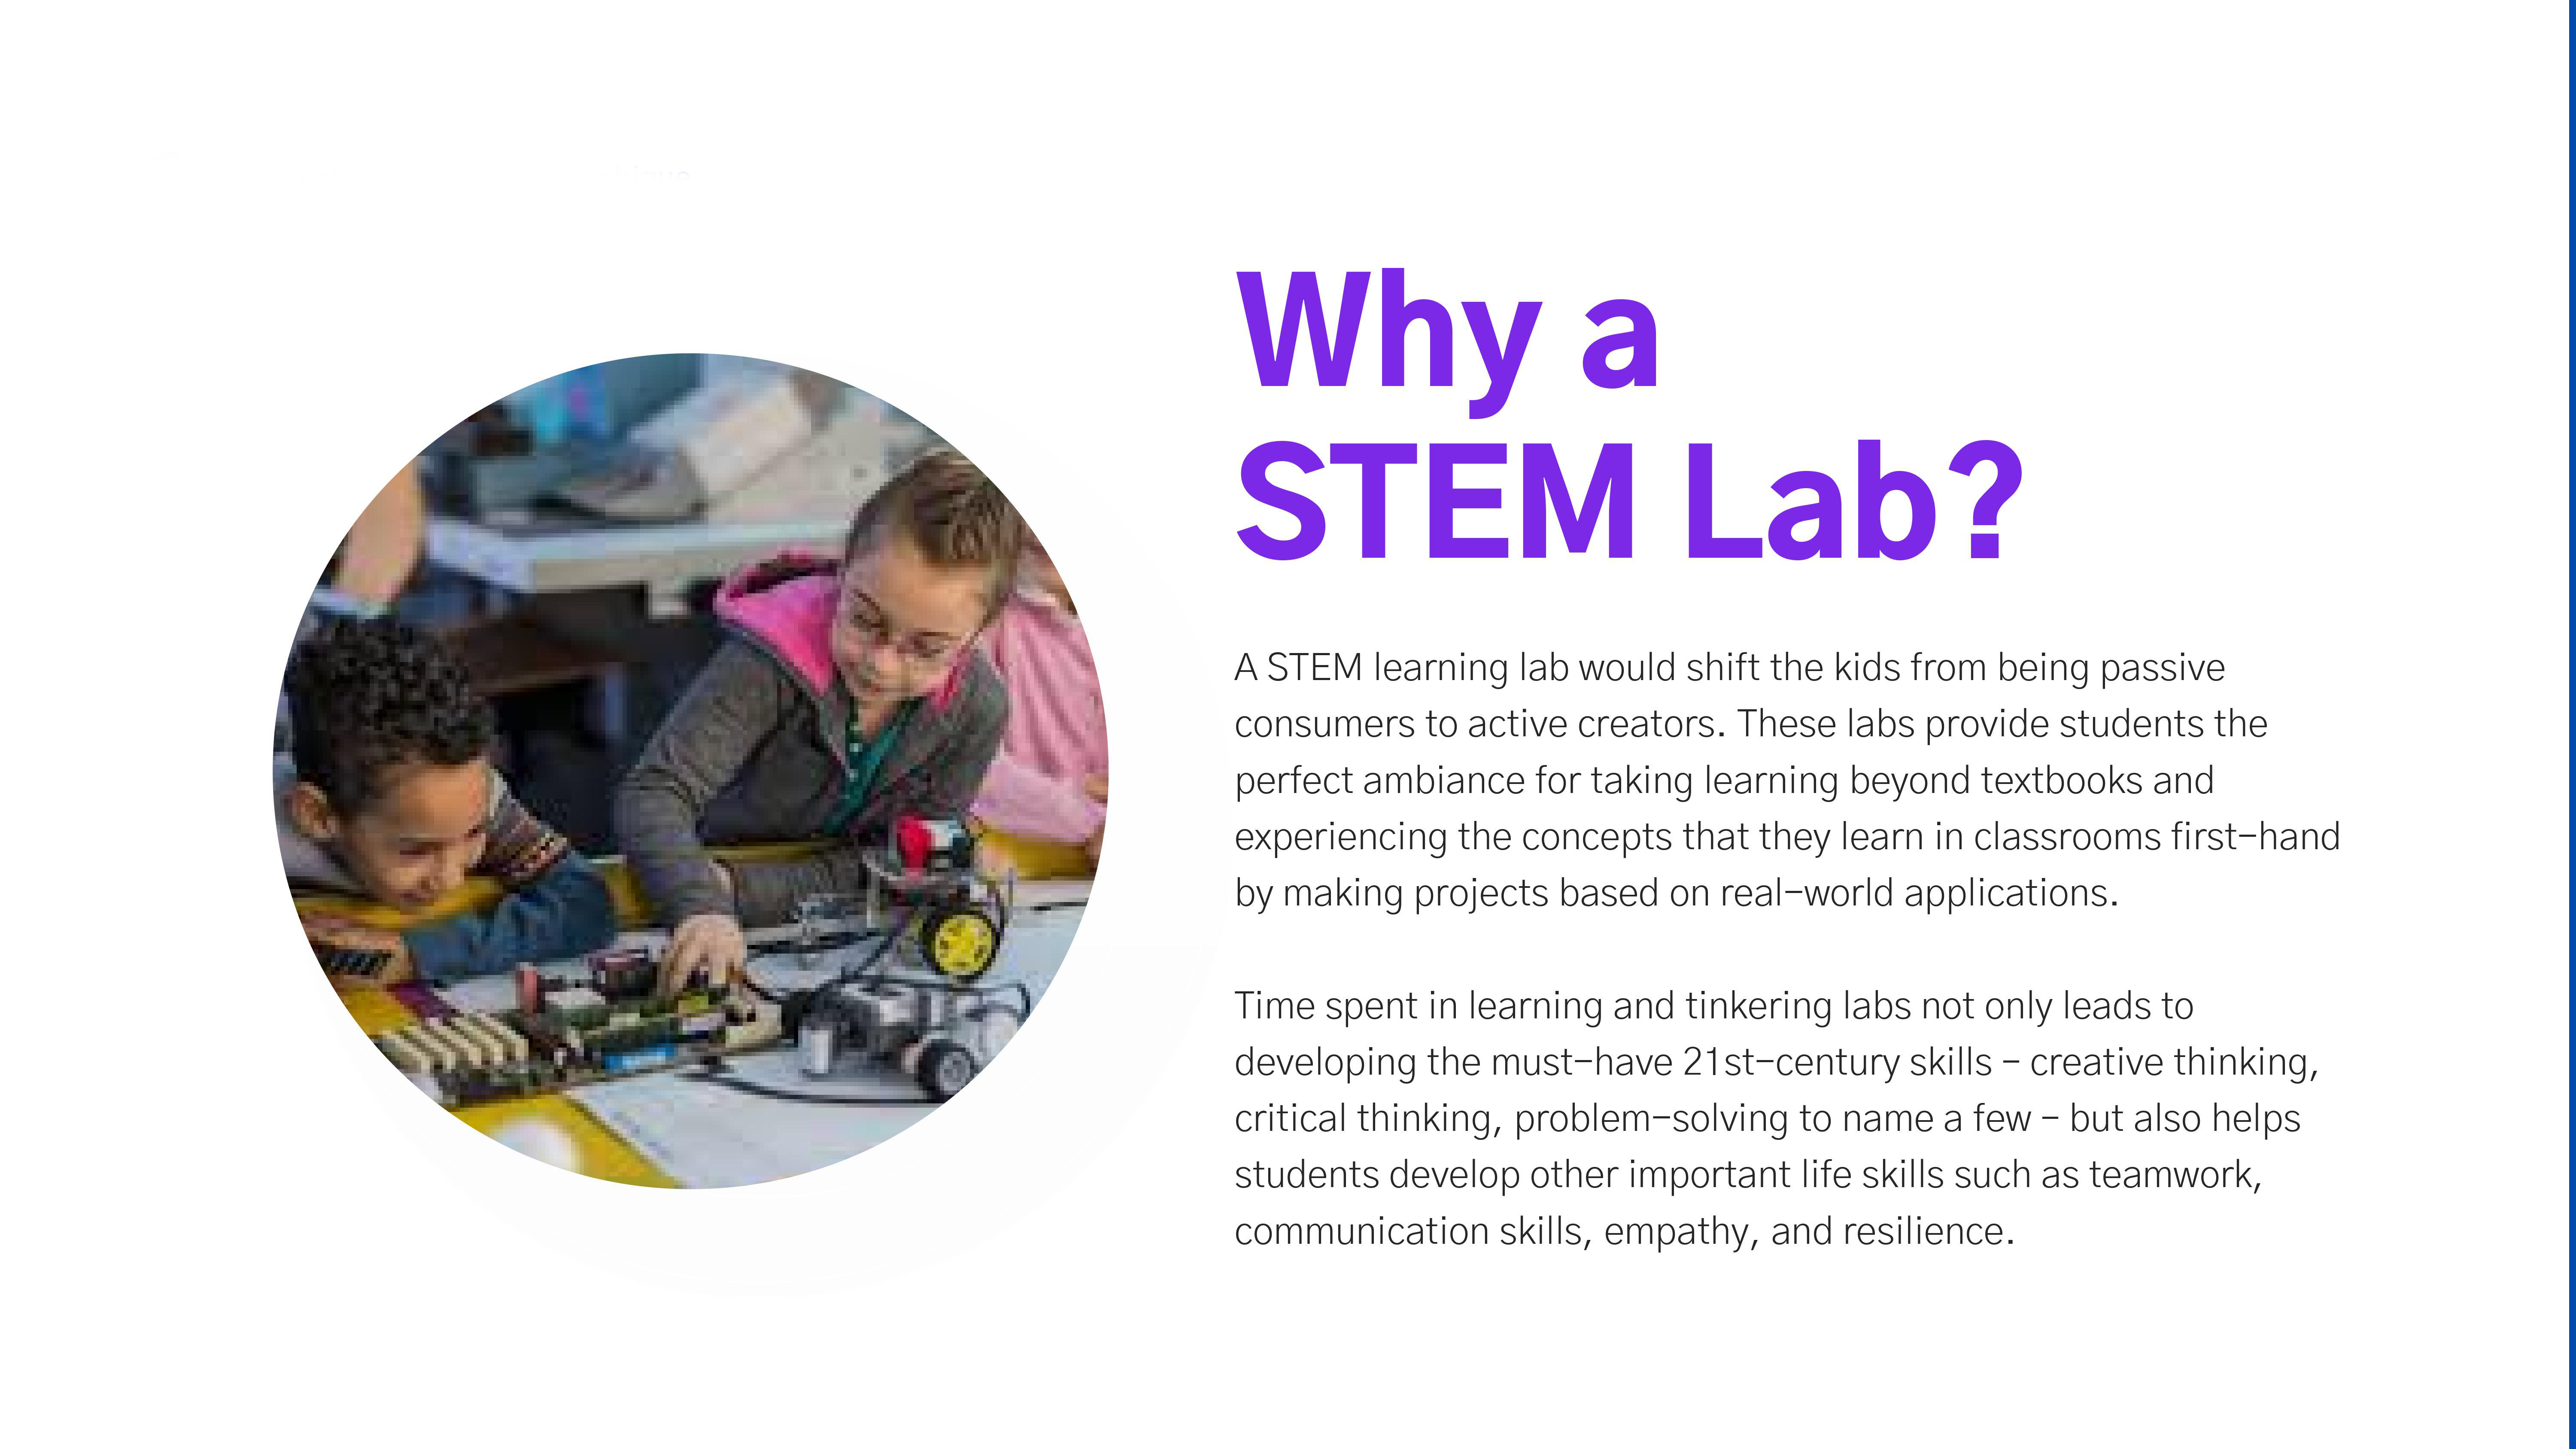 Why a
STEM Lab?
A STEM learning lab would shift the kids from being passive
consumers to active creators. These labs provide students the
perfect ambiance for taking learning beyond textbooks and
experiencing the concepts that they learn in classrooms first-hand
by making projects based on real-world applications.
Time spent in learning and tinkering labs not only leads to
developing the must-have 21st-century skills – creative thinking,
critical thinking, problem-solving to name a few – but also helps
students develop other important life skills such as teamwork,
communication skills, empathy, and resilience.